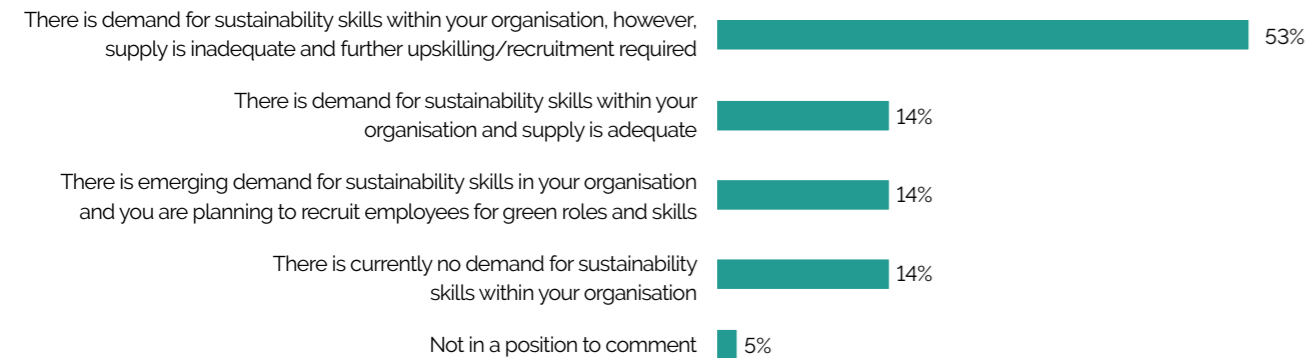 There is demand for sustainability skills within your organisation, however,
supply is inadequate and further upskilling/recruitment required
53%
There is demand for sustainability skills within your
organisation and supply is adequate
14%
There is emerging demand for sustainability skills in your organisation
and you are planning to recruit employees for green roles and skills
14%
There is currently no demand for sustainability
skills within your organisation
14%
Not in a position to comment
5%